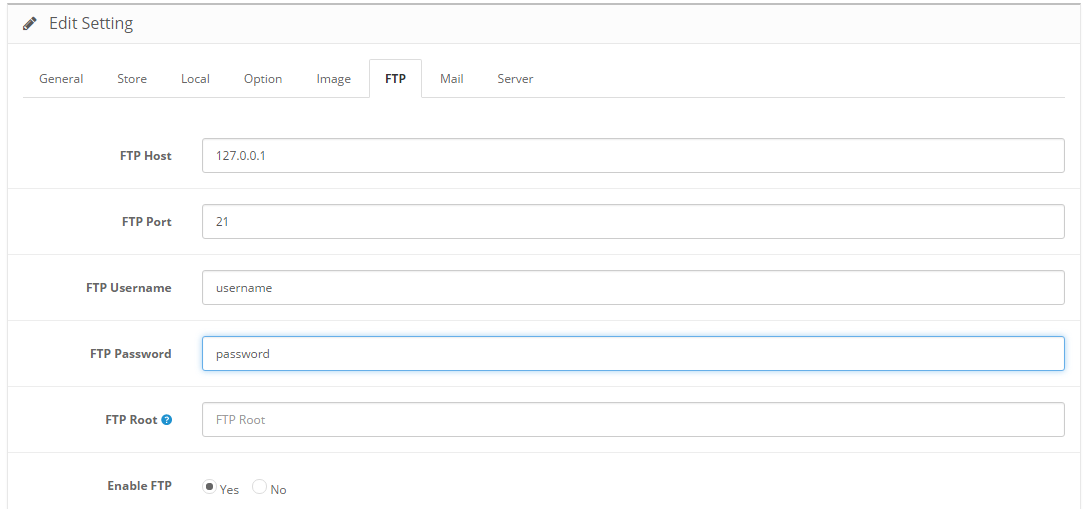 Edit Setting
General Store Local Option Image FTP Mail Server
FTP Host 127.0.0.1
FTP Port 21
FTP Username username
FTP Password password
FTP Root ? FTP Root
Enable FTP Yes No